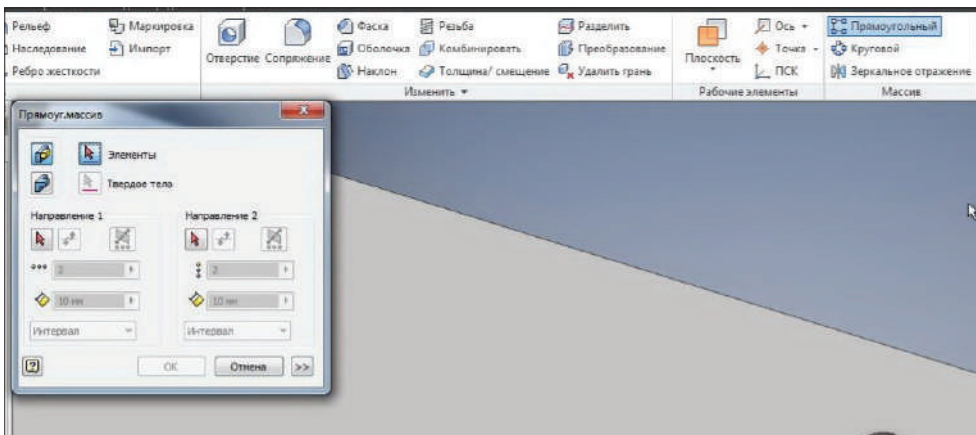 Рельеф Маркировка Фаска Резьба Разделить Ось Прямоугольный
Наследование Импорт Отверстие Сопряжение Оболочка Комбинировать Преобразование Плоскость Точка Круговой
Ребро жесткости Наклон Толщина/ смещение Удалить грань ПСК Зеркальное отражение
Изменить Рабочие элементы Массив
Прямоуг.массив
Элементы
Твердое тело
Направление 1 Направление 2
2 2
10 мм 10 мм
Интервал Интервал
OK Отмена >>